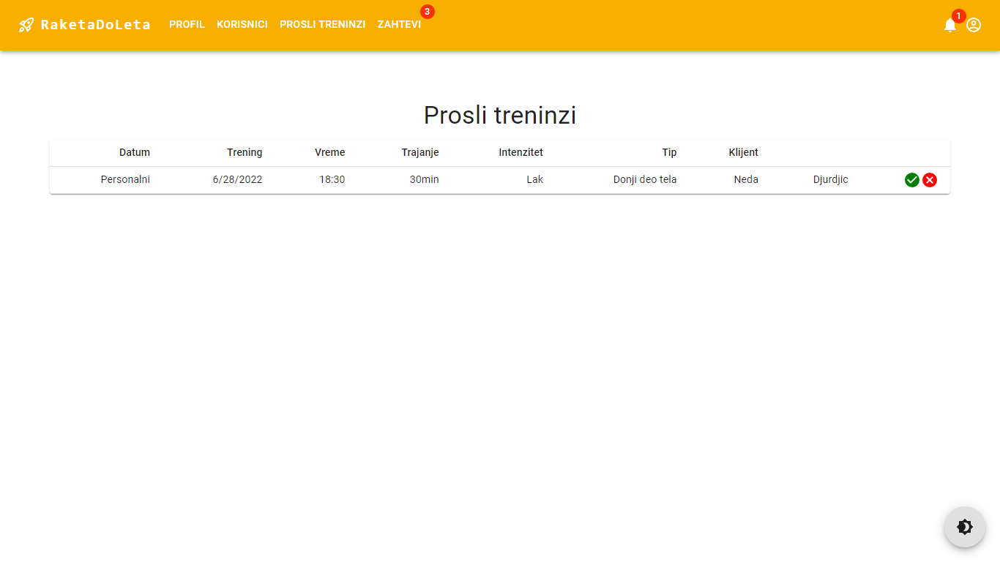 RaketaDoLeta PROFIL KORISNICI PROSLI TRENINZI ZAHTEVI 3 1
Prosli treninzi
Datum Trening Vreme Trajanje Intenzitet Tip Klijent
Personalni 6/28/2022 18:30 30min Lak Donji deo tela Neda Djurdjic